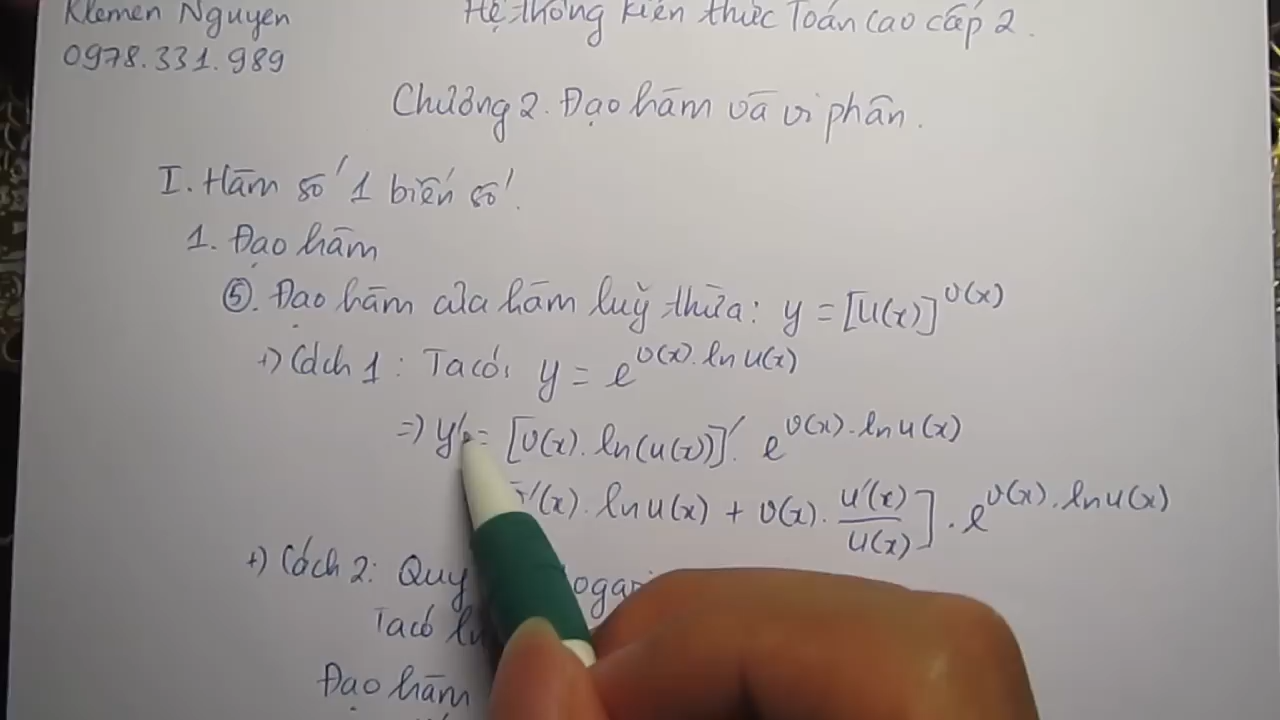 Klemen Nguyen
Hệ thống kiến thức Toán cao cấp 2.
0978.331.989
Chương 2. Đạo hàm và vi phân.
I. Hàm số 1 biến số.
1. Đạo hàm
⑤. Đạo hàm của hàm luỹ thừa: y = [u(x)]^v(x)
+) Cách 1: Ta có: y = e^v(x).ln u(x)
=> y' = [v(x). ln(u(x))]'. e^v(x).ln u(x)
'(x). ln u(x) + v(x). u'(x)/u(x)]. e^v(x).ln u(x)
+) Cách 2: Quy
Ta có
Đạo hàm